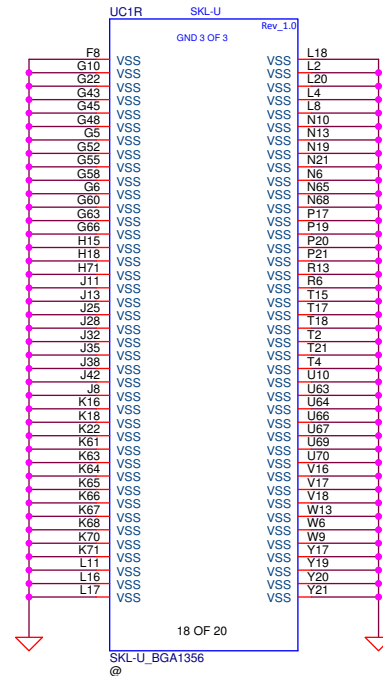 UC1R SKL-U
Rev_1.0
GND 3 OF 3
F8 VSS VSS L18
G10 VSS VSS L2
G22 VSS VSS L20
G43 VSS VSS L4
G45 VSS VSS L8
G48 VSS VSS N10
G5 VSS VSS N13
G52 VSS VSS N19
G55 VSS VSS N21
G58 VSS VSS N6
G6 VSS VSS N65
G60 VSS VSS N68
G63 VSS VSS P17
G66 VSS VSS P19
H15 VSS VSS P20
H18 VSS VSS P21
H71 VSS VSS R13
J11 VSS VSS R6
J13 VSS VSS T15
J25 VSS VSS T17
J28 VSS VSS T18
J32 VSS VSS T2
J35 VSS VSS T21
J38 VSS VSS T4
J42 VSS VSS U10
J8 VSS VSS U63
K16 VSS VSS U64
K18 VSS VSS U66
K22 VSS VSS U67
K61 VSS VSS U69
K63 VSS VSS U70
K64 VSS VSS V16
K65 VSS VSS V17
K66 VSS VSS V18
K67 VSS VSS W13
K68 VSS VSS W6
K70 VSS VSS W9
K71 VSS VSS Y17
L11 VSS VSS Y19
L16 VSS VSS Y20
L17 VSS VSS Y21
18 OF 20
SKL-U_BGA1356
@